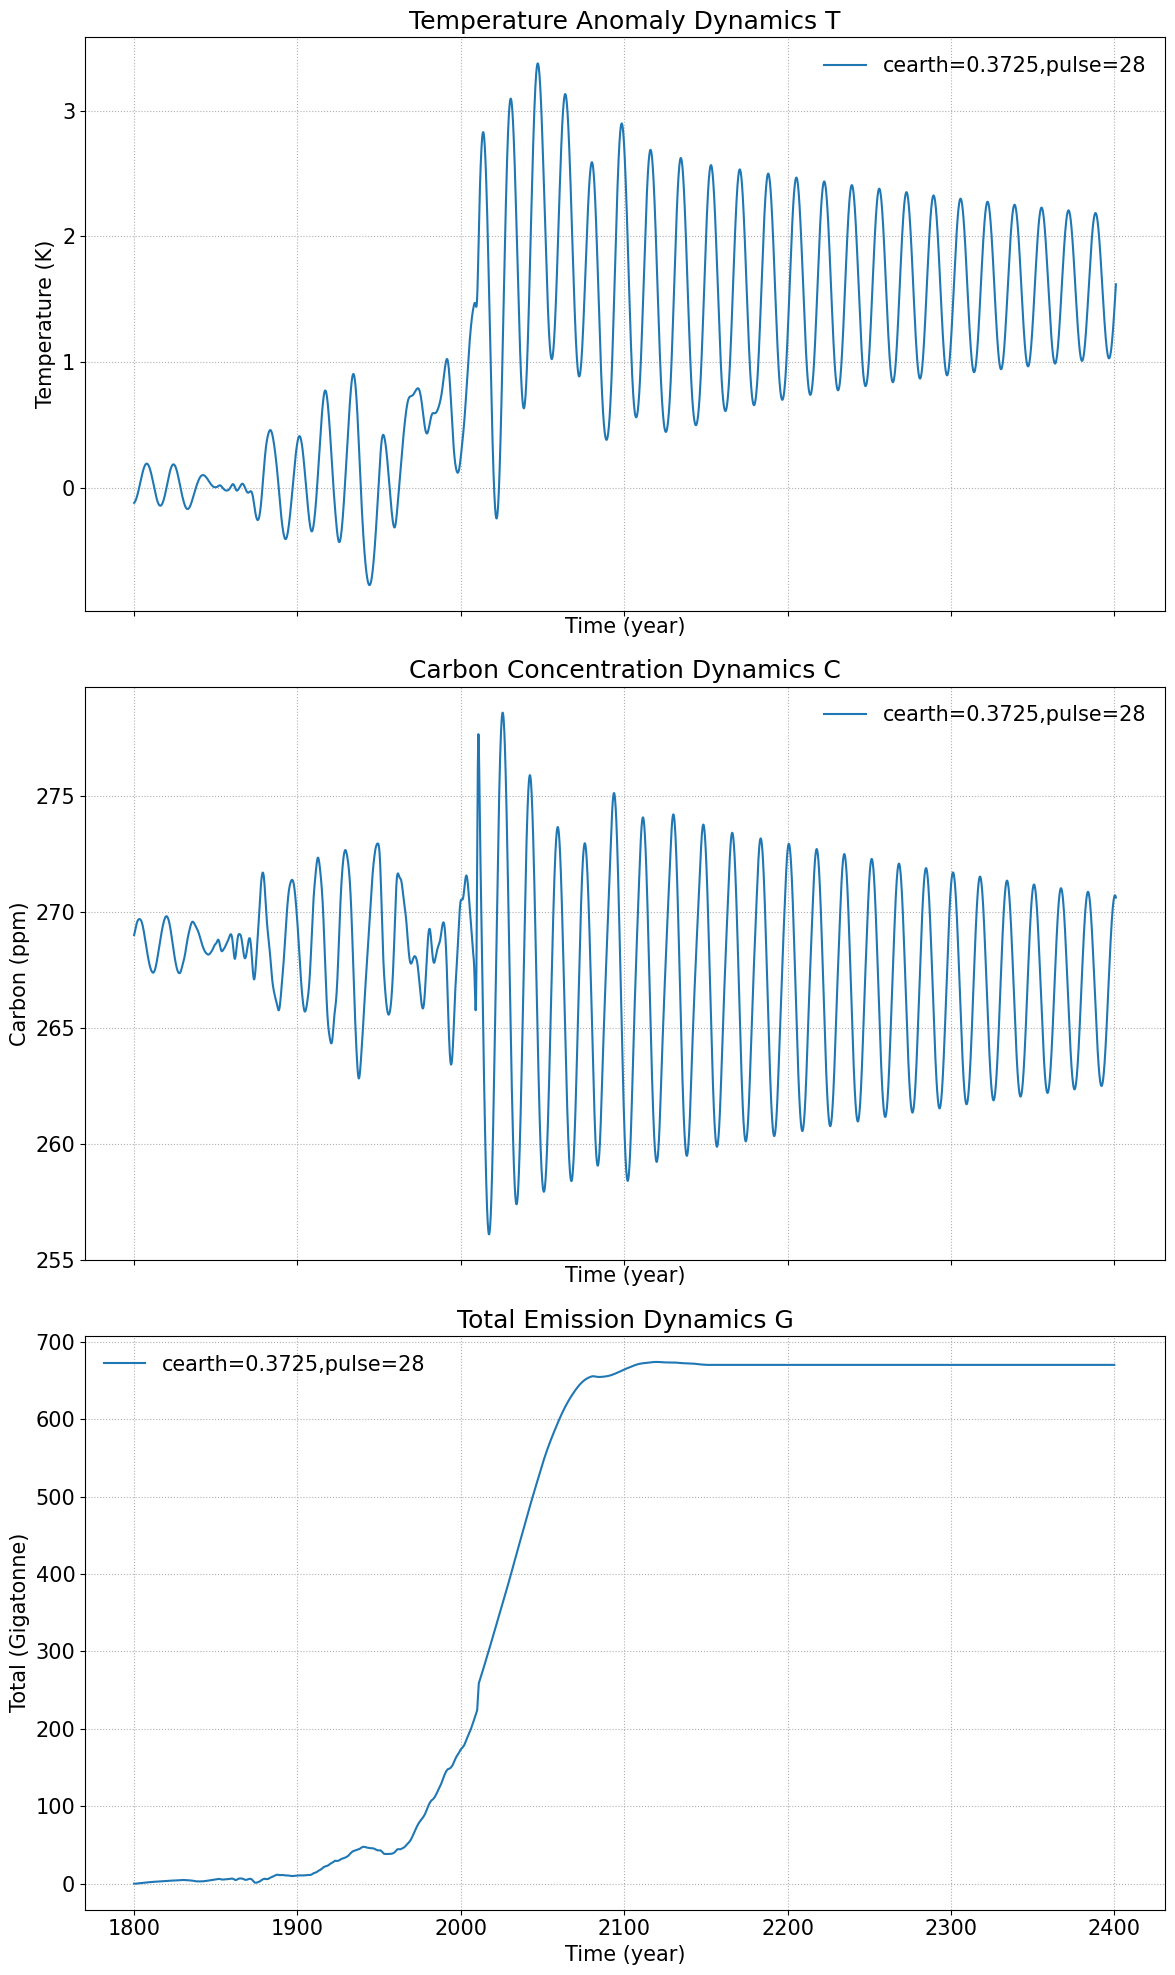 Temperature Anomaly Dynamics T
cearth=0.3725,pulse=28
3
2
1
0
Temperature (K)
Time (year)
Carbon Concentration Dynamics C
cearth=0.3725,pulse=28
275
270
265
260
255
Carbon (ppm)
Time (year)
Total Emission Dynamics G
cearth=0.3725,pulse=28
700
600
500
400
300
200
100
0
Total (Gigatonne)
1800 1900 2000 2100 2200 2300 2400
Time (year)